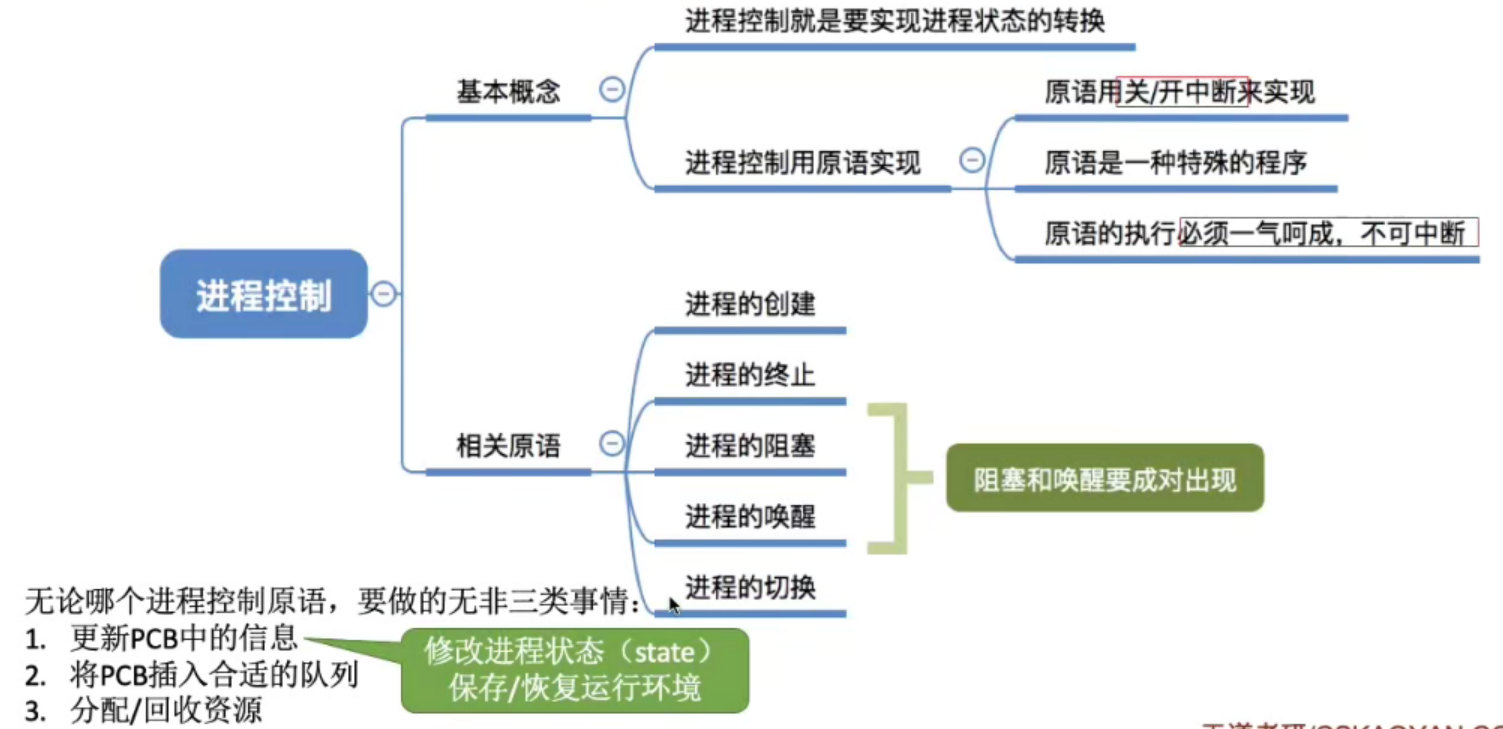 进程控制就是要实现进程状态的转换
基本概念
原语用关/开中断来实现
进程控制用原语实现
原语是一种特殊的程序
原语的执行必须一气呵成，不可中断
进程控制
进程的创建
进程的终止
相关原语
进程的阻塞
阻塞和唤醒要成对出现
进程的唤醒
进程的切换
无论哪个进程控制原语，要做的无非三类事情：
1. 更新PCB中的信息
修改进程状态（state）
保存/恢复运行环境
2. 将PCB插入合适的队列
3. 分配/回收资源